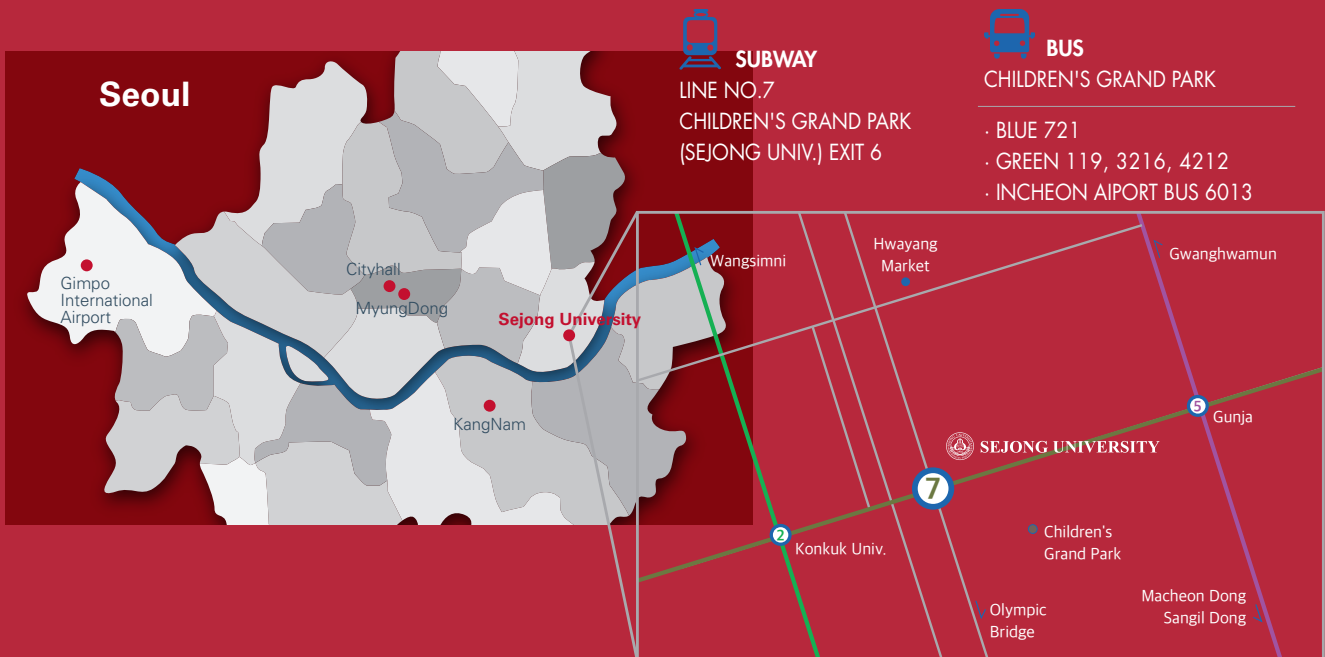 Seoul
Gimpo
International
Airport
Cityhall
MyungDong
Sejong University
KangNam
SUBWAY
LINE NO.7
CHILDREN'S GRAND PARK
(SEJONG UNIV.) EXIT 6
BUS
CHILDREN'S GRAND PARK
· BLUE 721
· GREEN 119, 3216, 4212
· INCHEON AIPORT BUS 6013
Wangsimni
Hwayang
Market
Gwanghwamun
5
Gunja
SEJONG UNIVERSITY
7
2
Konkuk Univ.
Children's
Grand Park
Olympic
Bridge
Macheon Dong
Sangil Dong